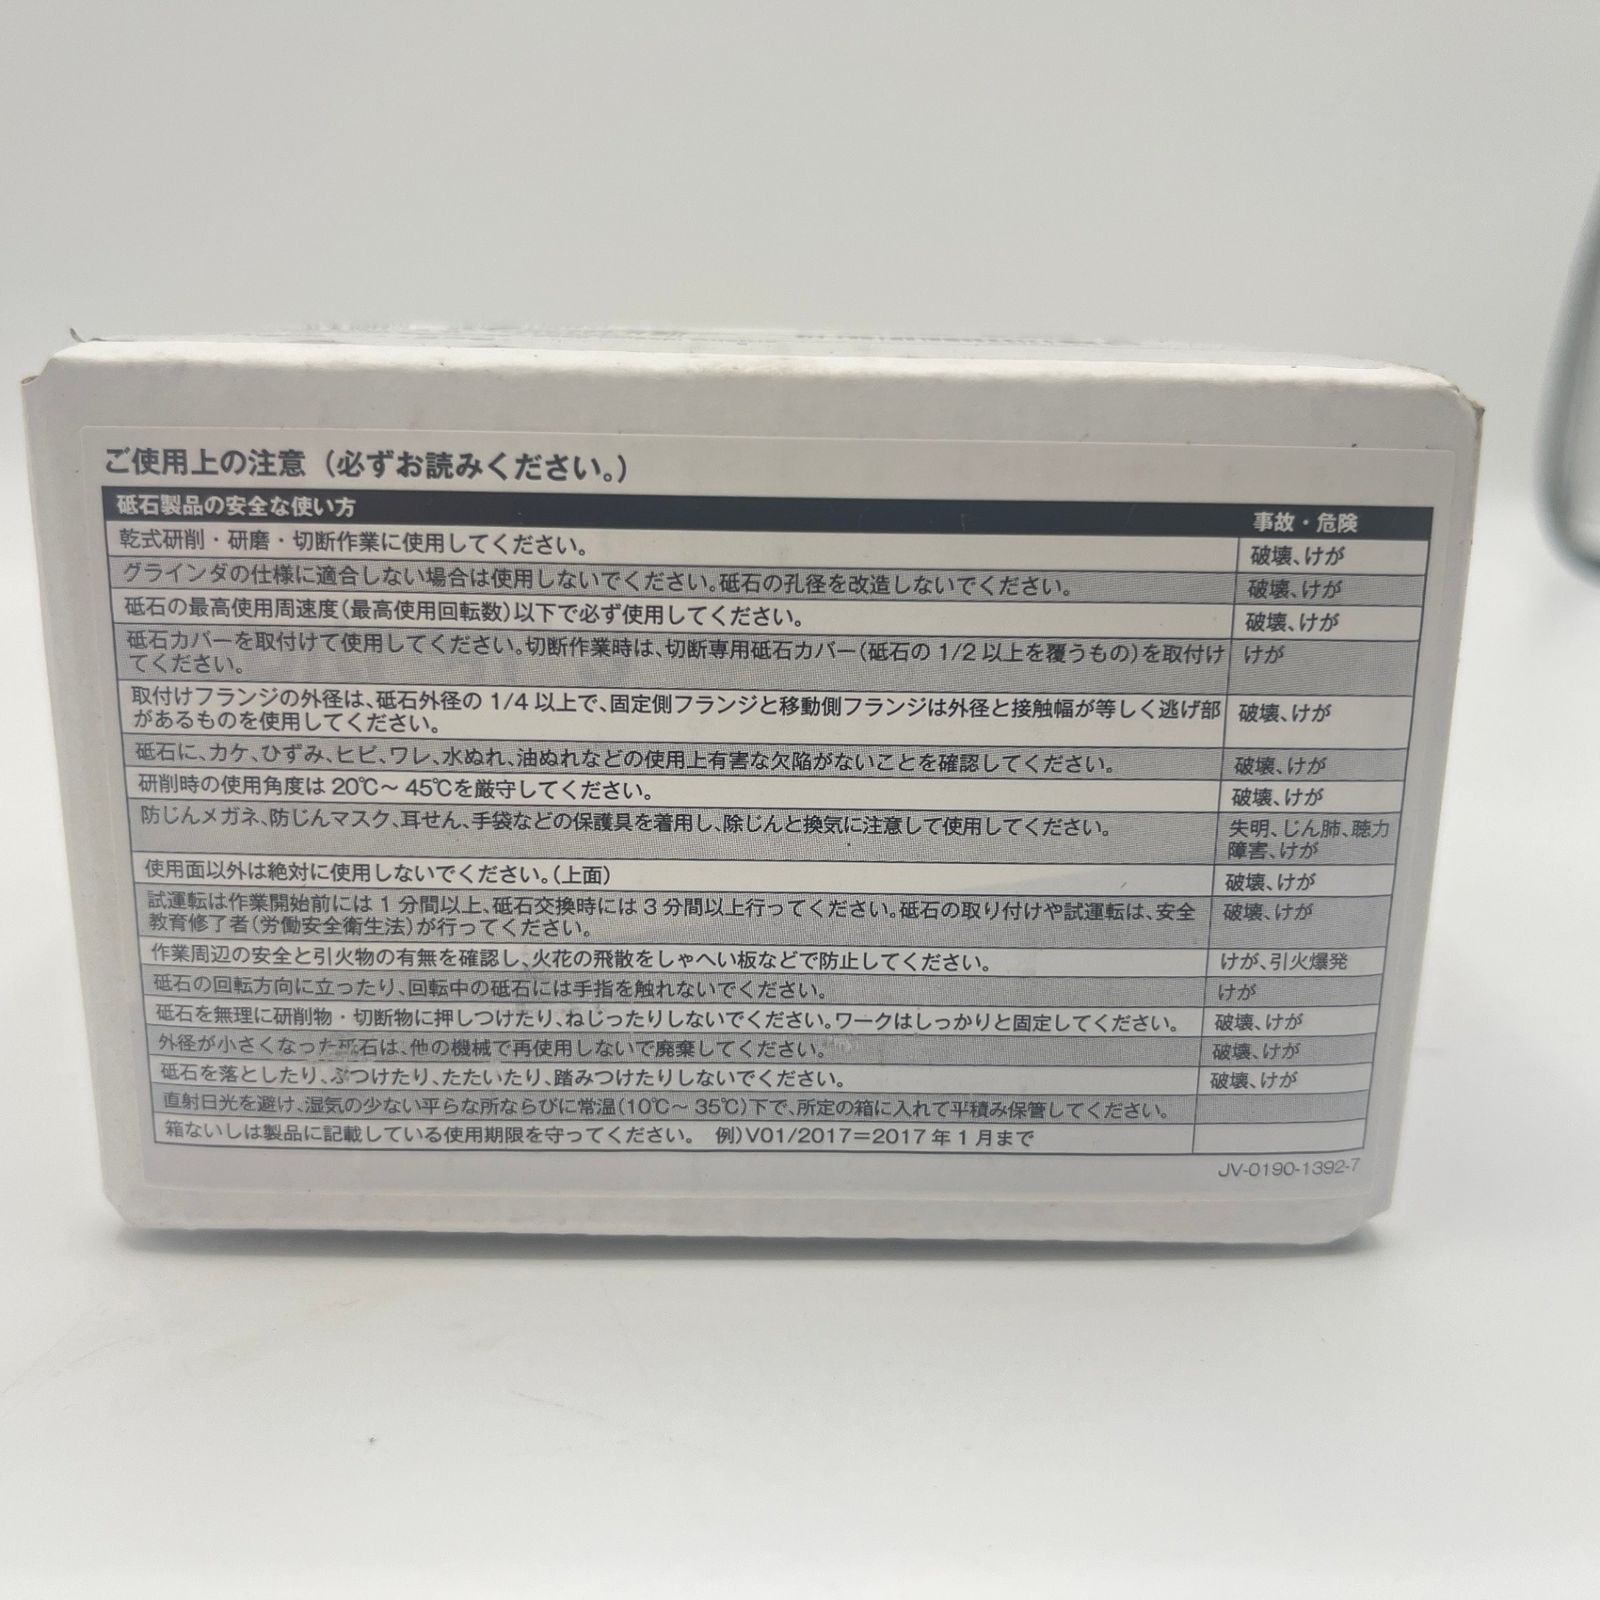 ご使用上の注意（必ずお読みください。）
砥石製品の安全な使い方 事故・危険
乾式研削・研磨・切断作業に使用してください。 破壊、けが
グラインダの仕様に適合しない場合は使用しないでください。砥石の孔径を改造しないでください。 破壊、けが
砥石の最高使用周速度(最高使用回転数)以下で必ず使用してください。 破壊、けが
砥石カバーを取付けて使用してください。切断作業時は、切断専用砥石カバー(砥石の 1/2 以上を覆うもの)を取付け けが
てください。
取付けフランジの外径は、砥石外径の 1/4 以上で、固定側フランジと移動側フランジは外径と接触幅が等しく逃げ部 破壊、けが
があるものを使用してください。
砥石に、カケ、ひずみ、ヒビ、ワレ、水ぬれ、油ぬれなどの使用上有害な欠陥がないことを確認してください。 破壊、けが
研削時の使用角度は 20℃～ 45℃を厳守してください。 破壊、けが
防じんメガネ、防じんマスク、耳せん、手袋などの保護具を着用し、除じんと換気に注意して使用してください。 失明、じん肺、聴力
障害、けが
使用面以外は絶対に使用しないでください。(上面) 破壊、けが
試運転は作業開始前には 1 分間以上、砥石交換時には 3 分間以上行ってください。砥石の取り付けや試運転は、安全 破壊、けが
教育修了者(労働安全衛生法)が行ってください。
作業周辺の安全と引火物の有無を確認し、火花の飛散をしゃへい板などで防止してください。 けが、引火爆発
砥石の回転方向に立ったり、回転中の砥石には手指を触れないでください。 けが
砥石を無理に研削物・切断物に押しつけたり、ねじったりしないでください。ワークはしっかりと固定してください。 破壊、けが
外径が小さくなった砥石は、他の機械で再使用しないで廃棄してください。 破壊、けが
砥石を落としたり、ぶつけたり、たたいたり、踏みつけたりしないでください。 破壊、けが
直射日光を避け、湿気の少ない平らな所ならびに常温(10℃～ 35℃)下で、所定の箱に入れて平積み保管してください。
箱ないしは製品に記載している使用期限を守ってください。 例)V01/2017＝2017 年 1 月まで
JV-0190-1392-7